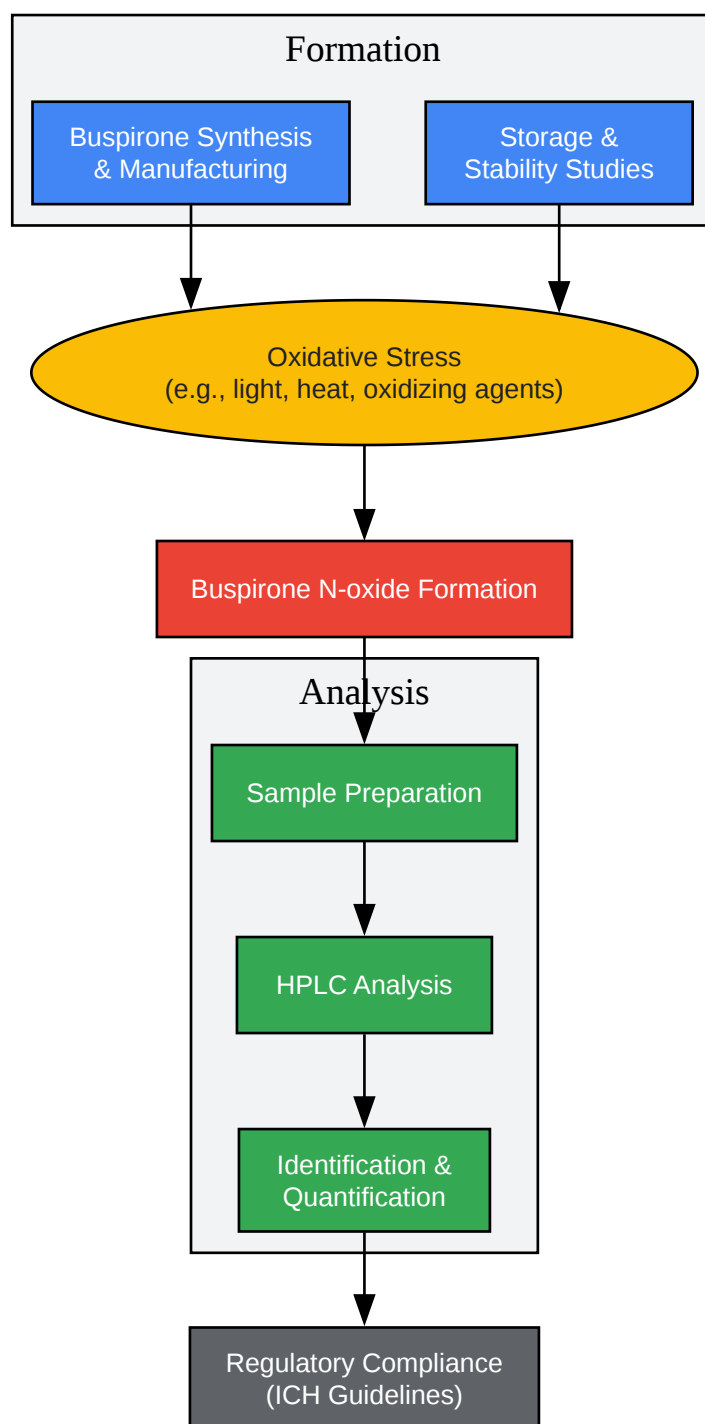 Formation
Buspirone Synthesis
& Manufacturing
Storage &
Stability Studies
Oxidative Stress
(e.g., light, heat, oxidizing agents)
Buspirone N-oxide Formation
Analysis
Sample Preparation
HPLC Analysis
Identification &
Quantification
Regulatory Compliance
(ICH Guidelines)